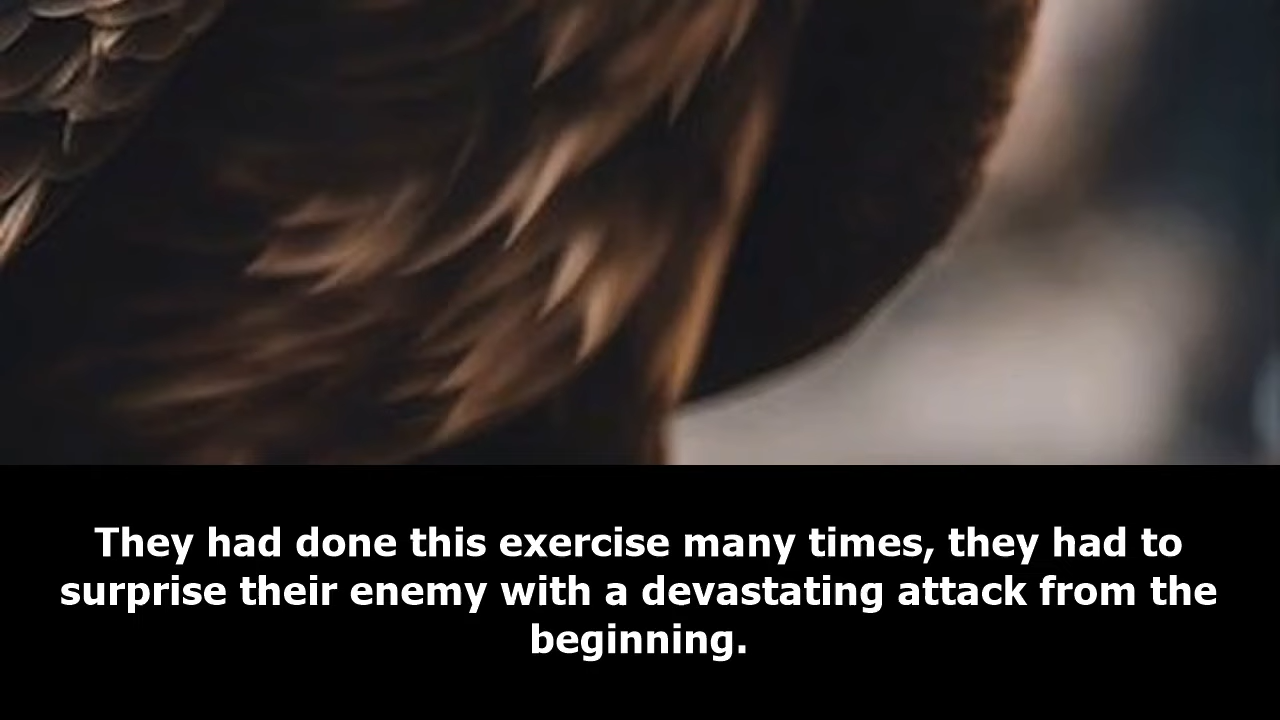 They had done this exercise many times, they had to
surprise their enemy with a devastating attack from the
beginning.